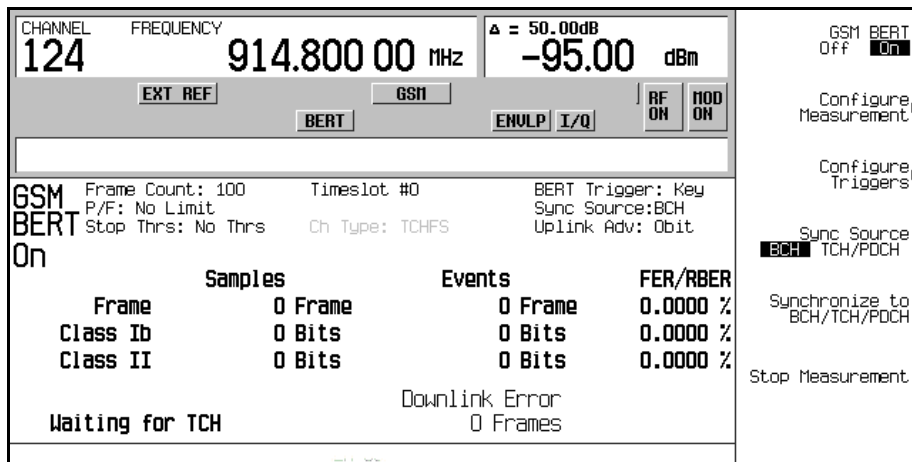 CHANNEL FREQUENCY Δ = 50.00dB
124 914.800 00 MHz -95.00 dBm
EXT REF GSM RF ON MOD ON
BERT ENVLP I/Q
GSM BERT On
Frame Count: 100 Timeslot #0 BERT Trigger: Key
P/F: No Limit Sync Source:BCH
Stop Thrs: No Thrs Ch Type: TCHFS Uplink Adv: 0bit
Samples Events FER/RBER
Frame 0 Frame 0 Frame 0.0000 %
Class Ib 0 Bits 0 Bits 0.0000 %
Class II 0 Bits 0 Bits 0.0000 %
Downlink Error
Waiting for TCH 0 Frames
GSM BERT
Off On
Configure
Measurement
Configure
Triggers
Sync Source
BCH TCH/PDCH
Synchronize to
BCH/TCH/PDCH
Stop Measurement